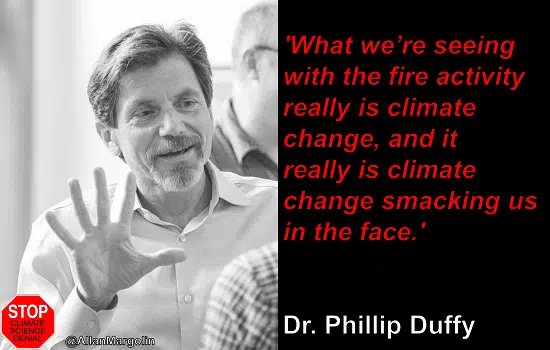 'What we’re seeing
with the fire activity
really is climate
change, and it
really is climate
change smacking us
in the face.'
Dr. Phillip Duffy
STOP
CLIMATE
SCIENCE
DENIAL
@AllanMargolin